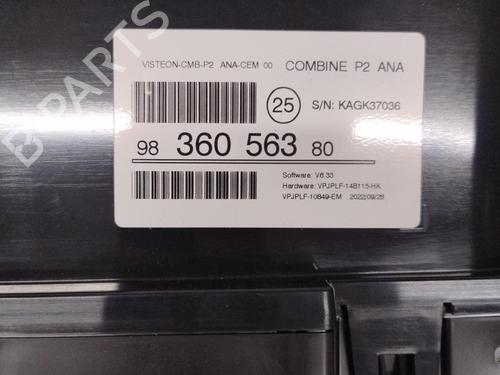 VISTEON-CMB-P2 ANA-CEM 00 COMBINE P2 ANA
25 S/N: KAGK37036
98 360 563 80
Software: V6.33
Hardware: VPJPLF-14B115-HK
VPJPLF-10849-EM 2022/09/28
B PARTS